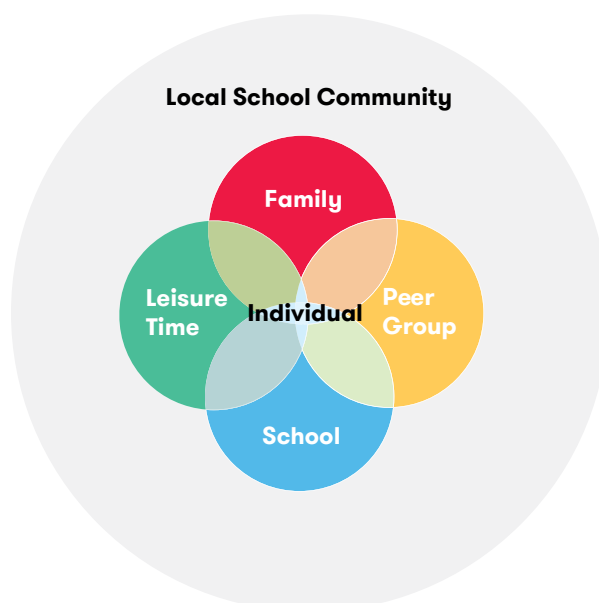 Local School Community
Family
Leisure
Time
Individual
Peer
Group
School